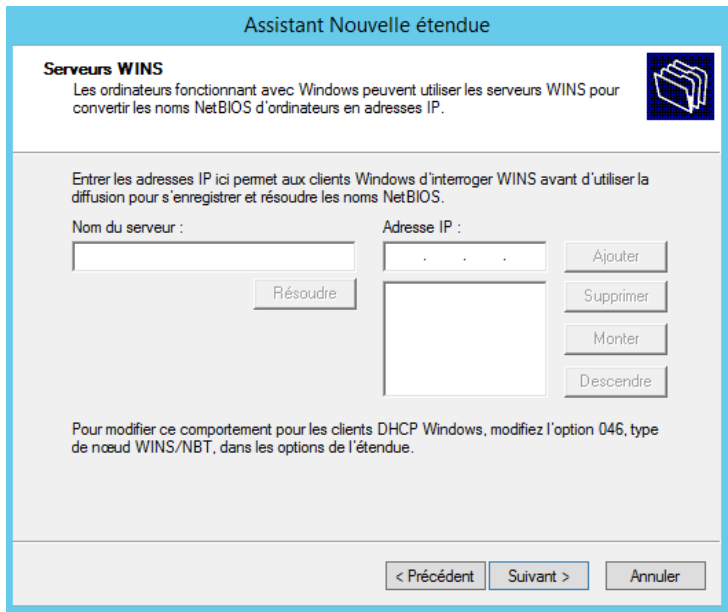 Assistant Nouvelle étendue
Serveurs WINS
Les ordinateurs fonctionnant avec Windows peuvent utiliser les serveurs WINS pour
convertir les noms NetBIOS d'ordinateurs en adresses IP.
Entrer les adresses IP ici permet aux clients Windows d'interroger WINS avant d'utiliser la
diffusion pour s'enregistrer et résoudre les noms NetBIOS.
Nom du serveur :
Adresse IP :
. . .
Ajouter
Résoudre
Supprimer
Monter
Descendre
Pour modifier ce comportement pour les clients DHCP Windows, modifiez l'option 046, type
de nœud WINS/NBT, dans les options de l'étendue.
< Précédent
Suivant >
Annuler